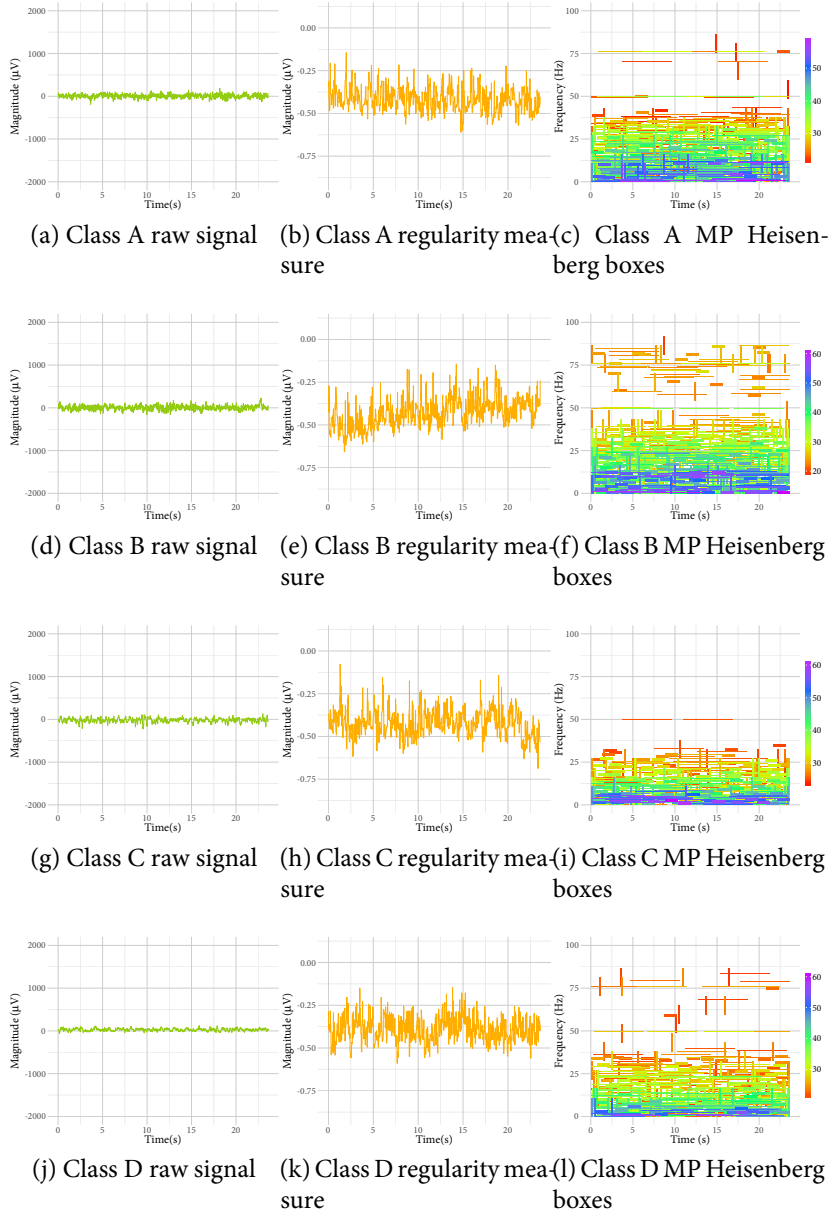 2000
1000
0
-1000
-2000
Magnitude (µV)
0 5 10 15 20
Time(s)
0.00
-0.25
-0.50
-0.75
Magnitude (µV)
0 5 10 15 20
Time(s)
100
75
50
25
0
Frequency (Hz)
0 5 10 15 20
Time(s)
50
40
30
(a) Class A raw signal
(b) Class A regularity mea-
sure
(c) Class A MP Heisen-
berg boxes
2000
1000
0
-1000
-2000
Magnitude (µV)
0 5 10 15 20
Time(s)
0.00
-0.25
-0.50
-0.75
Magnitude (µV)
0 5 10 15 20
Time(s)
100
75
50
25
0
Frequency (Hz)
0 5 10 15 20
Time(s)
60
50
40
30
20
(d) Class B raw signal
(e) Class B regularity mea-
sure
(f) Class B MP Heisenberg
boxes
2000
1000
0
-1000
-2000
Magnitude (µV)
0 5 10 15 20
Time(s)
0.00
-0.25
-0.50
-0.75
Magnitude (µV)
0 5 10 15 20
Time(s)
100
75
50
25
0
Frequency (Hz)
0 5 10 15 20
Time(s)
60
50
40
30
(g) Class C raw signal
(h) Class C regularity mea-
sure
(i) Class C MP Heisenberg
boxes
2000
1000
0
-1000
-2000
Magnitude (µV)
0 5 10 15 20
Time(s)
0.00
-0.25
-0.50
-0.75
Magnitude (µV)
0 5 10 15 20
Time(s)
100
75
50
25
0
Frequency (Hz)
0 5 10 15 20
Time(s)
60
50
40
30
(j) Class D raw signal
(k) Class D regularity mea-
sure
(l) Class D MP Heisenberg
boxes